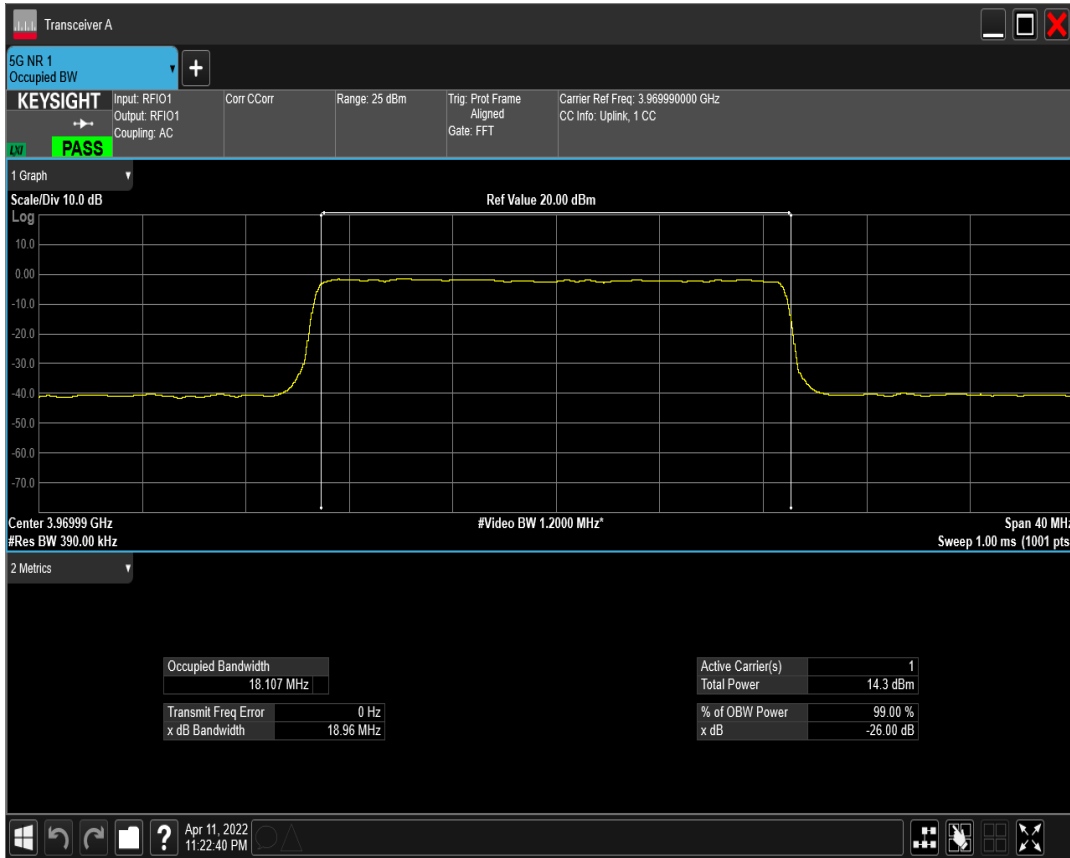 Transceiver A
5G NR 1
Occupied BW
+
KEYSIGHT
LXI
PASS
Input: RFIO1
Output: RFIO1
Coupling: AC
Corr CCorr
Range: 25 dBm
Trig: Prot Frame
Aligned
Gate: FFT
Carrier Ref Freq: 3.969990000 GHz
CC Info: Uplink, 1 CC
1 Graph
Scale/Div 10.0 dB
Ref Value 20.00 dBm
Log
10.0
0.00
-10.0
-20.0
-30.0
-40.0
-50.0
-60.0
-70.0
Center 3.96999 GHz
#Video BW 1.2000 MHz*
Span 40 MHz
#Res BW 390.00 kHz
Sweep 1.00 ms (1001 pts
2 Metrics
Occupied Bandwidth
18.107 MHz
Transmit Freq Error 0 Hz
x dB Bandwidth 18.96 MHz
Active Carrier(s) 1
Total Power 14.3 dBm
% of OBW Power 99.00 %
x dB -26.00 dB
?
Apr 11, 2022
11:22:40 PM